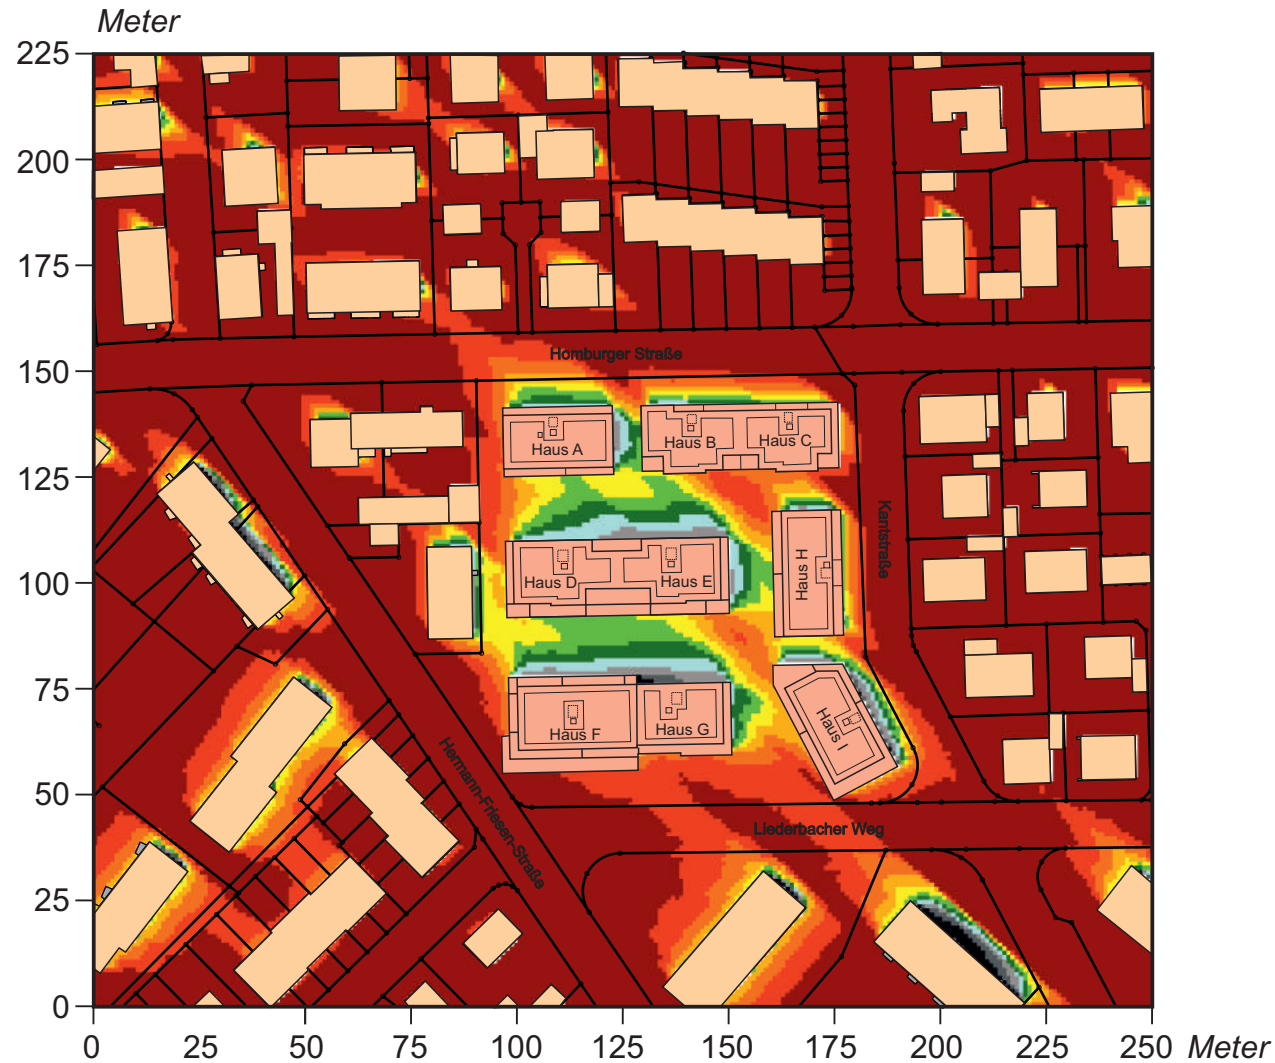 Meter
225
200
175
150
125
100
75
50
25
0
Homburger Straße
Haus A
Haus B
Haus C
Kantstraße
Haus D
Haus E
Haus H
Haus F
Haus G
Haus I
Hermann-Friesen-Straße
Liederbacher Weg
0 25 50 75 100 125 150 175 200 225 250 Meter